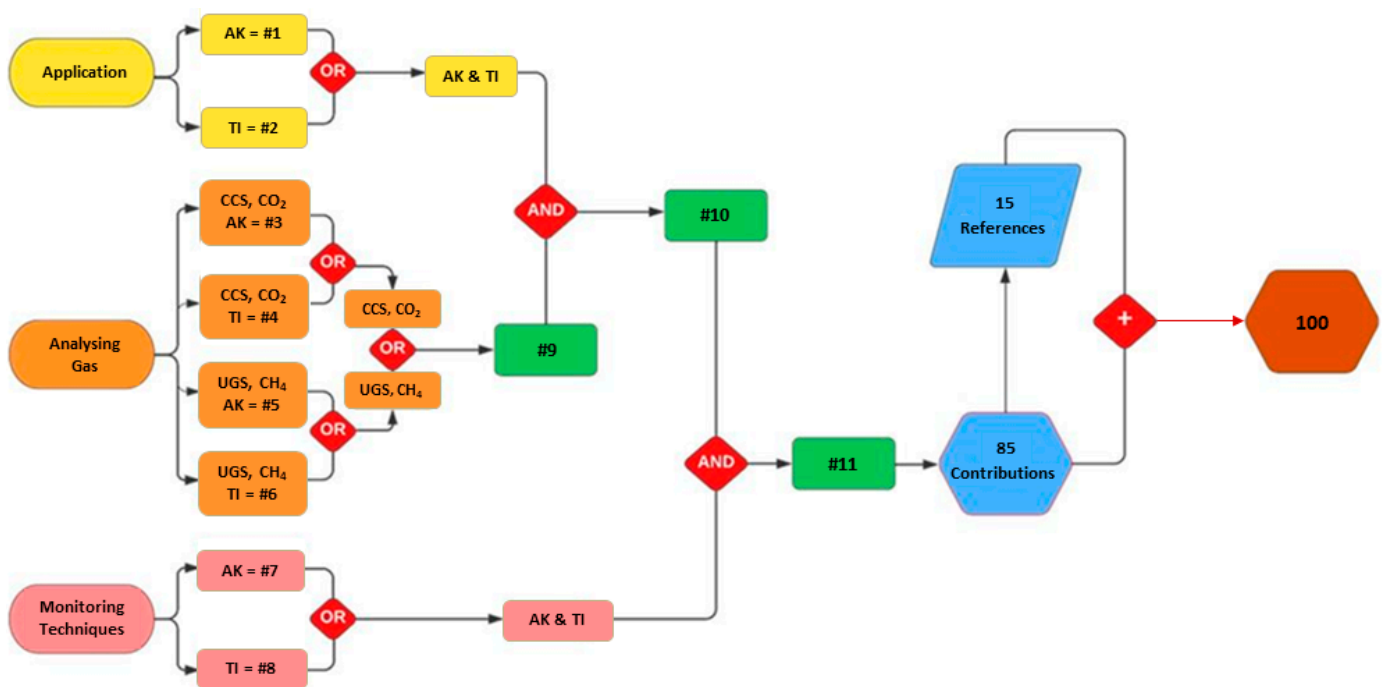 Application
AK = #1
OR
TI = #2
AK & TI
Analysing
Gas
CCS, CO₂
AK = #3
OR
CCS, CO₂
TI = #4
UGS, CH₄
AK = #5
OR
UGS, CH₄
TI = #6
CCS, CO₂
OR
UGS, CH₄
#9
AND
#10
Monitoring
Techniques
AK = #7
OR
TI = #8
AK & TI
AND
#11
85
Contributions
15
References
+
100